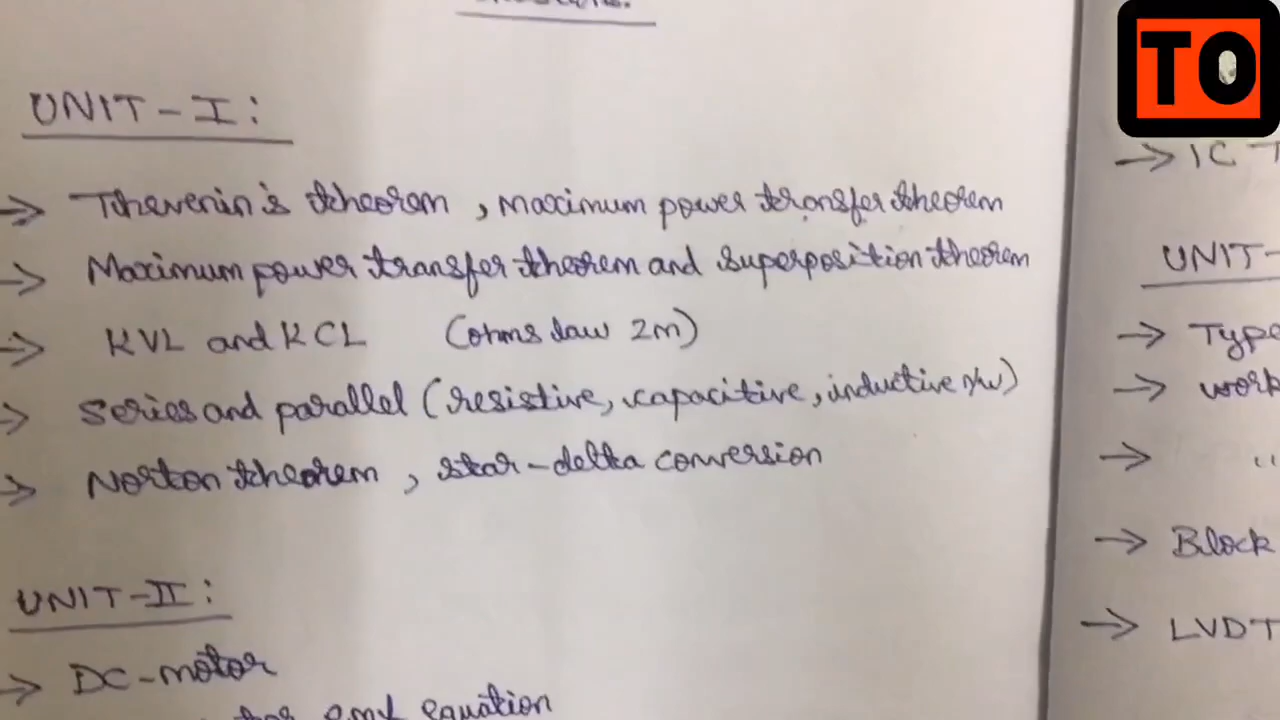 UNIT-I:
→ Tthevenin's theorem, Maximum power transfer theorem
→ Maximum power transfer theorem and superposition theorem
→ KVL and KCL (ohms law 2m)
→ series and parallel (resistive, capacitive, inductive n/w)
→ Norton theorem, star-delta conversion
UNIT-II:
→ DC-motor
emf equation
TO
→ IC T
UNIT-
→ Type
→ work
→ "
→ Block
→ LVDT